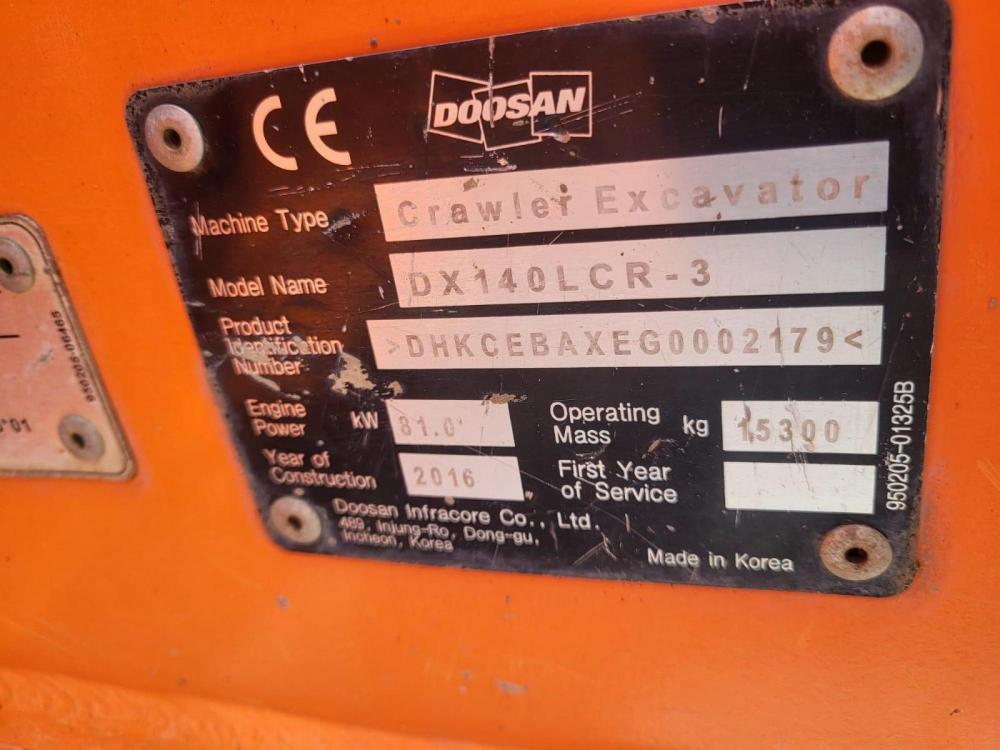 CE
DOOSAN
Machine Type Crawler Excavator
Model Name DX140LCR-3
Product
Identification
Number >DHKCEBAXEG0002179<
Engine
Power kW 81.0
Operating
Mass kg 15300
Year of
Construction 2016
First Year
of Service
Doosan Infracore Co., Ltd.
489, Injung-Ro, Dong-gu,
Incheon, Korea
Made in Korea
950205-01325B